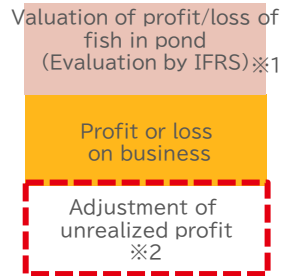 Valuation of profit/loss of
fish in pond
（Evaluation by IFRS）※1
Profit or loss
on business
Adjustment of
unrealized profit
※2